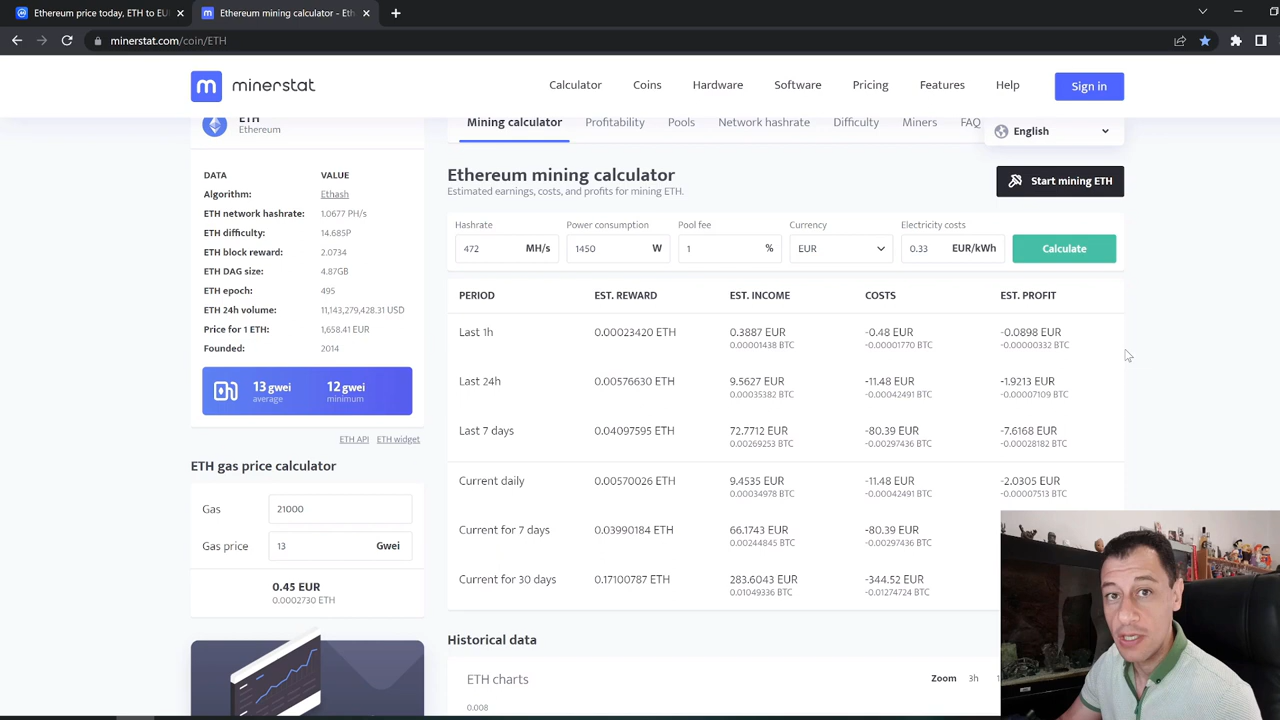 Ethereum price today, ETH to EU
Ethereum mining calculator - Eth
minerstat.com/coin/ETH
m minerstat
Calculator Coins Hardware Software Pricing Features Help Sign in
ETH
Ethereum
Mining calculator Profitability Pools Network hashrate Difficulty Miners FAQ
English
DATA VALUE
Algorithm: Ethash
ETH network hashrate: 1.0677 PH/s
ETH difficulty: 14.685P
ETH block reward: 2.0734
ETH DAG size: 4.87GB
ETH epoch: 495
ETH 24h volume: 11,143,279,428.31 USD
Price for 1 ETH: 1,658.41 EUR
Founded: 2014
13 gwei 12 gwei
average minimum
ETH API ETH widget
ETH gas price calculator
Gas 21000
Gas price 13 Gwei
0.45 EUR
0.0002730 ETH
Ethereum mining calculator
Estimated earnings, costs, and profits for mining ETH.
Start mining ETH
Hashrate Power consumption Pool fee Currency Electricity costs
472 MH/s 1450 W 1 % EUR 0.33 EUR/kWh Calculate
PERIOD EST. REWARD EST. INCOME COSTS EST. PROFIT
Last 1h 0.00023420 ETH 0.3887 EUR -0.48 EUR -0.0898 EUR
0.00001438 BTC -0.00001770 BTC -0.00000332 BTC
Last 24h 0.00576630 ETH 9.5627 EUR -11.48 EUR -1.9213 EUR
0.00035382 BTC -0.00042491 BTC -0.00007109 BTC
Last 7 days 0.04097595 ETH 72.7712 EUR -80.39 EUR -7.6168 EUR
0.00269253 BTC -0.00297436 BTC -0.00028182 BTC
Current daily 0.00570026 ETH 9.4535 EUR -11.48 EUR -2.0305 EUR
0.00034978 BTC -0.00042491 BTC -0.00007513 BTC
Current for 7 days 0.03990184 ETH 66.1743 EUR -80.39 EUR
0.00244845 BTC -0.00297436 BTC
Current for 30 days 0.17100787 ETH 283.6043 EUR -344.52 EUR
0.01049336 BTC -0.01274724 BTC
Historical data
ETH charts Zoom 3h
0.008